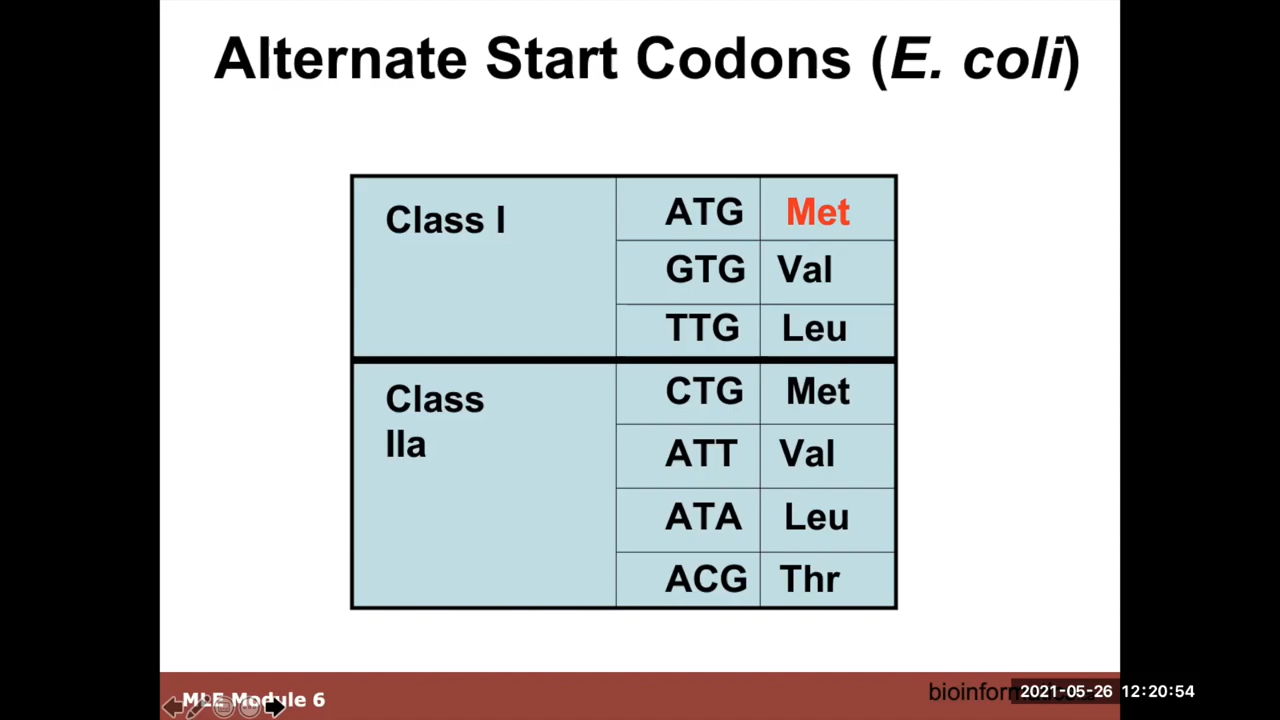 Alternate Start Codons (E. coli)
Class I
ATG Met
GTG Val
TTG Leu
Class
IIa
CTG Met
ATT Val
ATA Leu
ACG Thr
MLE Module 6
2021-05-26 12:20:54